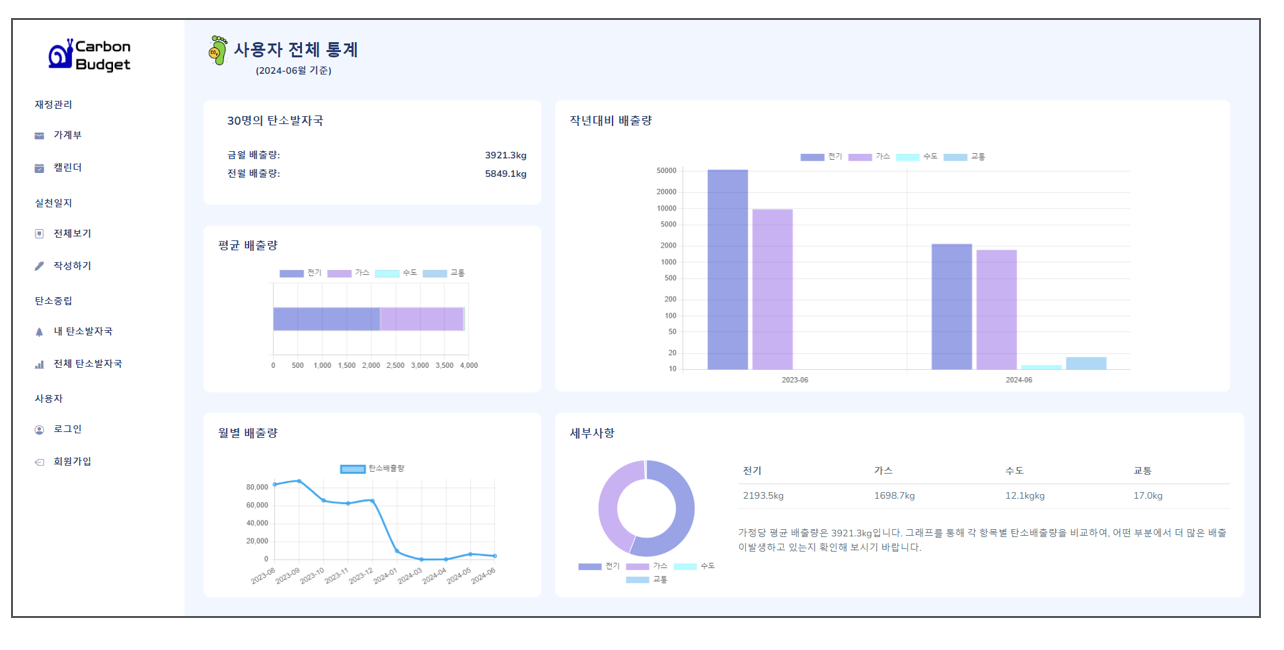 Carbon
Budget
재정관리
가계부
캘린더
실천일지
전체보기
작성하기
탄소중립
내 탄소발자국
전체 탄소발자국
사용자
로그인
회원가입
사용자 전체 통계
(2024-06월 기준)
30명의 탄소발자국
금월 배출량: 3921.3kg
전월 배출량: 5849.1kg
평균 배출량
전기 가스 수도 교통
0 500 1,000 1,500 2,000 2,500 3,000 3,500 4,000
작년대비 배출량
전기 가스 수도 교통
50000
20000
10000
5000
2000
1000
500
200
100
50
20
10
2023-06 2024-06
월별 배출량
탄소배출량
80,000
60,000
40,000
20,000
0
2023-08 2023-09 2023-10 2023-11 2023-12 2024-01 2024-03 2024-04 2024-05 2024-06
세부사항
전기 가스 수도
교통
전기 가스 수도 교통
2193.5kg 1698.7kg 12.1kgkg 17.0kg
가정당 평균 배출량은 3921.3kg입니다. 그래프를 통해 각 항목별 탄소배출량을 비교하여, 어떤 부분에서 더 많은 배출
이발생하고 있는지 확인해 보시기 바랍니다.